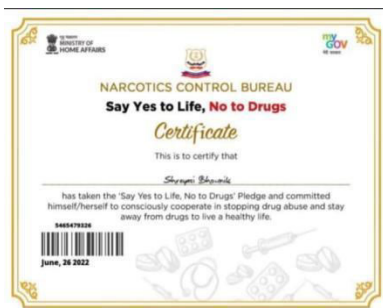 MINISTRY OF
HOME AFFAIRS
my
GOV
NARCOTICS CONTROL BUREAU
Say Yes to Life, No to Drugs
Certificate
This is to certify that
has taken the 'Say Yes to Life, No to Drugs' Pledge and committed
himself/herself to consciously cooperate in stopping drug abuse and stay
away from drugs to live a healthy life.
5465479326
June, 26 2022